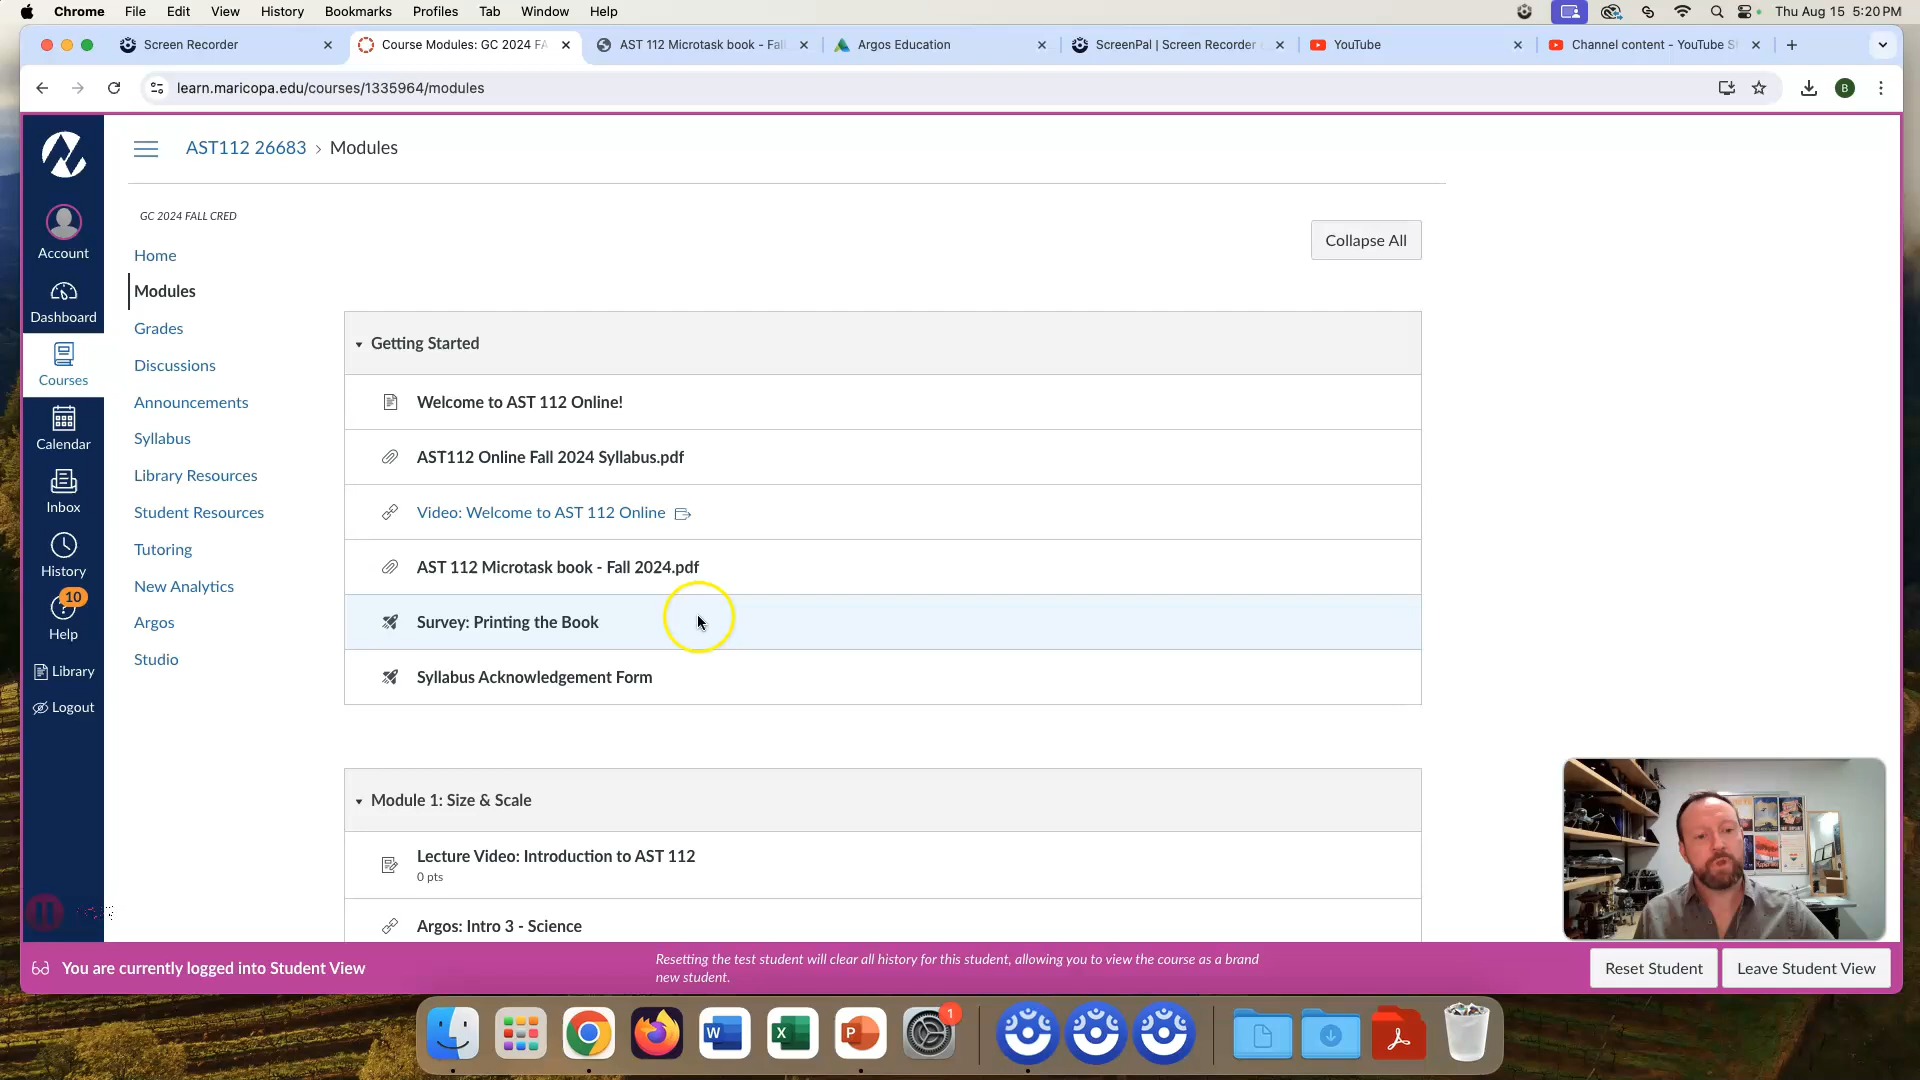 Chrome File Edit View History Bookmarks Profiles Tab Window Help Thu Aug 15 5:20 PM
Screen Recorder
Course Modules: GC 2024 FA
AST 112 Microtask book - Fal
Argos Education
ScreenPal | Screen Recorder
YouTube
Channel content - YouTube S
learn.maricopa.edu/courses/1335964/modules
B
AST112 26683 › Modules
GC 2024 FALL CRED
Collapse All
Account
Dashboard
Courses
Calendar
Inbox
History
10
Help
Library
Logout
Home
Modules
Grades
Discussions
Announcements
Syllabus
Library Resources
Student Resources
Tutoring
New Analytics
Argos
Studio
Getting Started
Welcome to AST 112 Online!
AST112 Online Fall 2024 Syllabus.pdf
Video: Welcome to AST 112 Online
AST 112 Microtask book - Fall 2024.pdf
Survey: Printing the Book
Syllabus Acknowledgement Form
Module 1: Size & Scale
Lecture Video: Introduction to AST 112
0 pts
Argos: Intro 3 - Science
You are currently logged into Student View
Resetting the test student will clear all history for this student, allowing you to view the course as a brand
new student.
Reset Student
Leave Student View
W
X
P
1